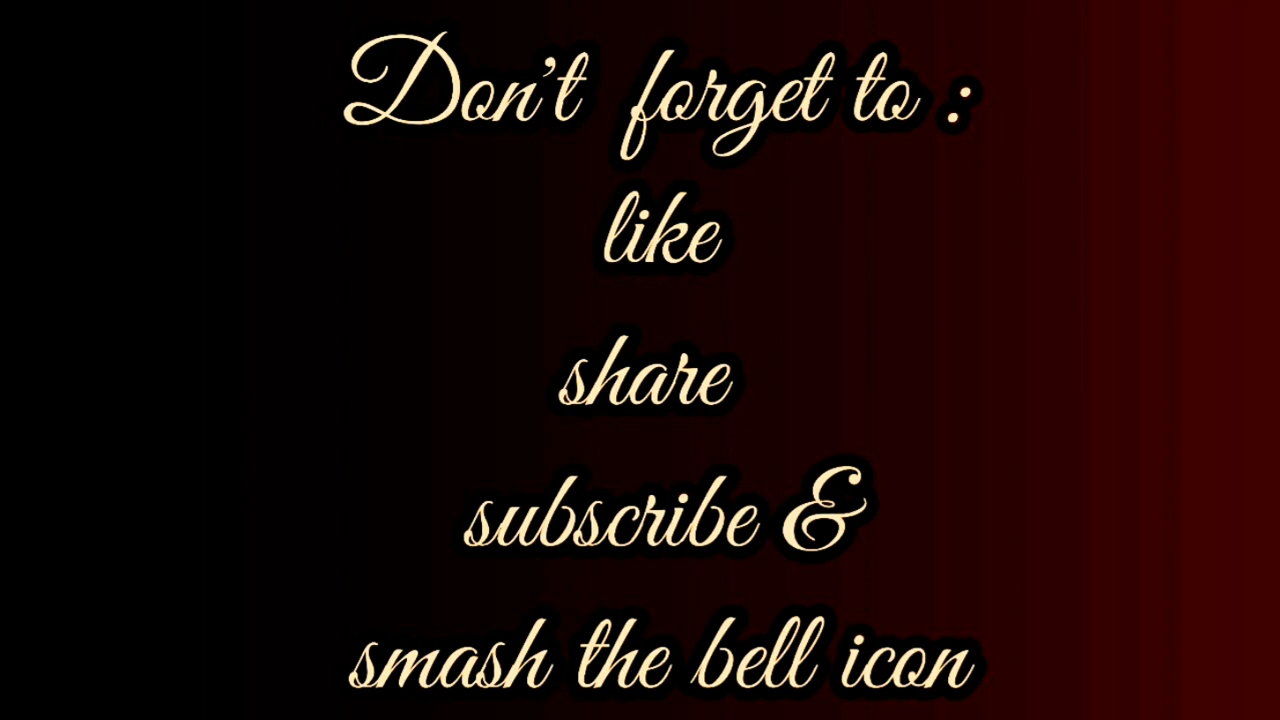 Don't forget to :
like
share
subscribe &
smash the bell icon